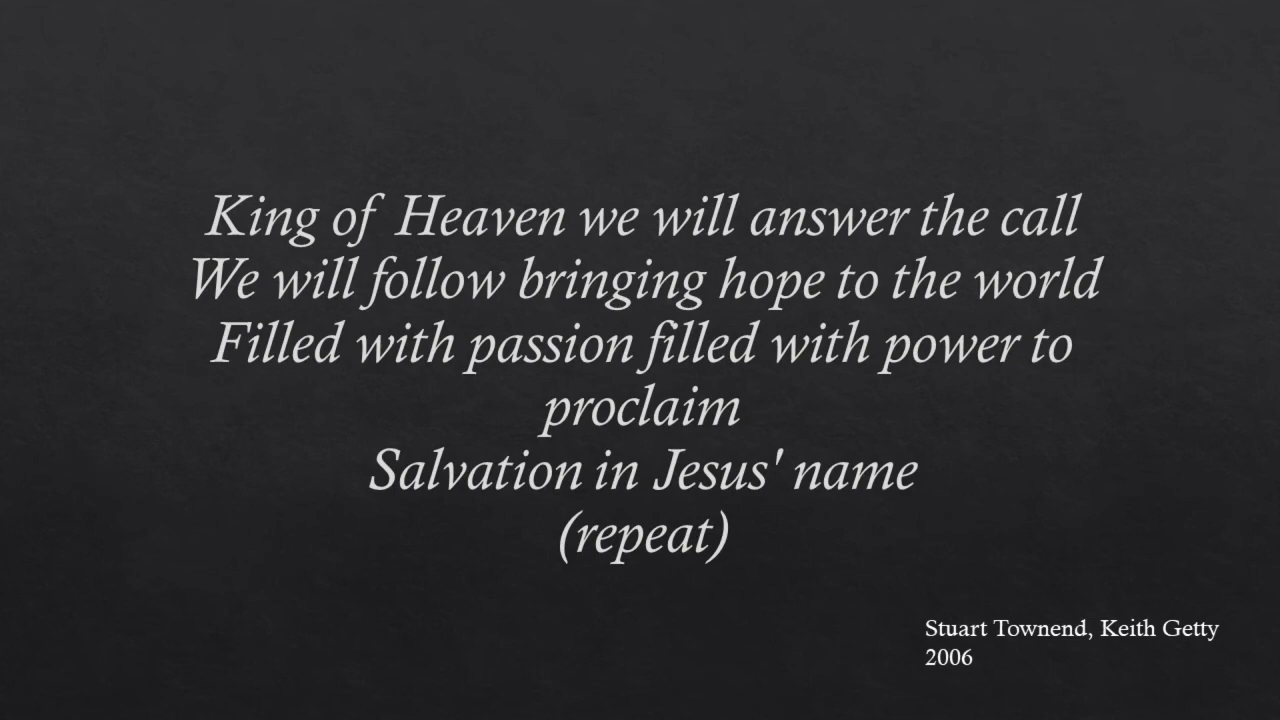 King of Heaven we will answer the call
We will follow bringing hope to the world
Filled with passion filled with power to
proclaim
Salvation in Jesus' name
(repeat)
Stuart Townend, Keith Getty
2006